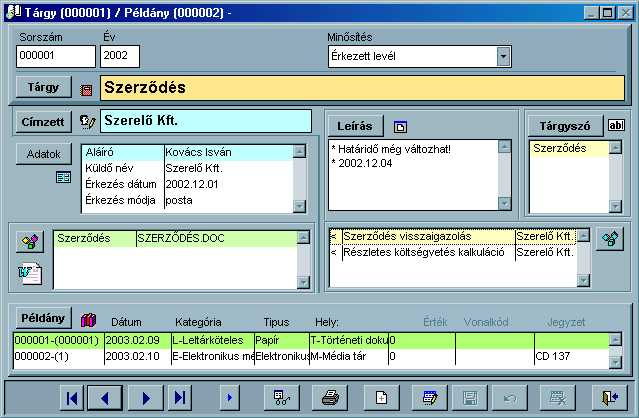 Tárgy (000001) / Példány (000002) -
Sorszám Év Minősítés
000001 2002 Érkezett levél
Tárgy Szerződés
Címzett Szerelő Kft. Leírás Tárgyszó ab|
Adatok
Aláíró Kovács Isván
Küldő név Szerelő Kft.
Érkezés dátum 2002.12.01
Érkezés módja posta
* Határidő még változhat!
* 2002.12.04
Szerződés
Szerződés SZERZŐDÉS.DOC
< Szerződés visszaigazolás Szerelő Kft.
< Részletes költségvetés kalkuláció Szerelő Kft.
Példány Dátum Kategória Tipus Hely: Érték Vonalkód Jegyzet
000001-(000001) 2003.02.09 L-Leltárköteles Papír T-Történeti doku 0
000002-(1) 2003.02.10 E-Elektronikus me Elektronikus M-Média tár 0 CD 137